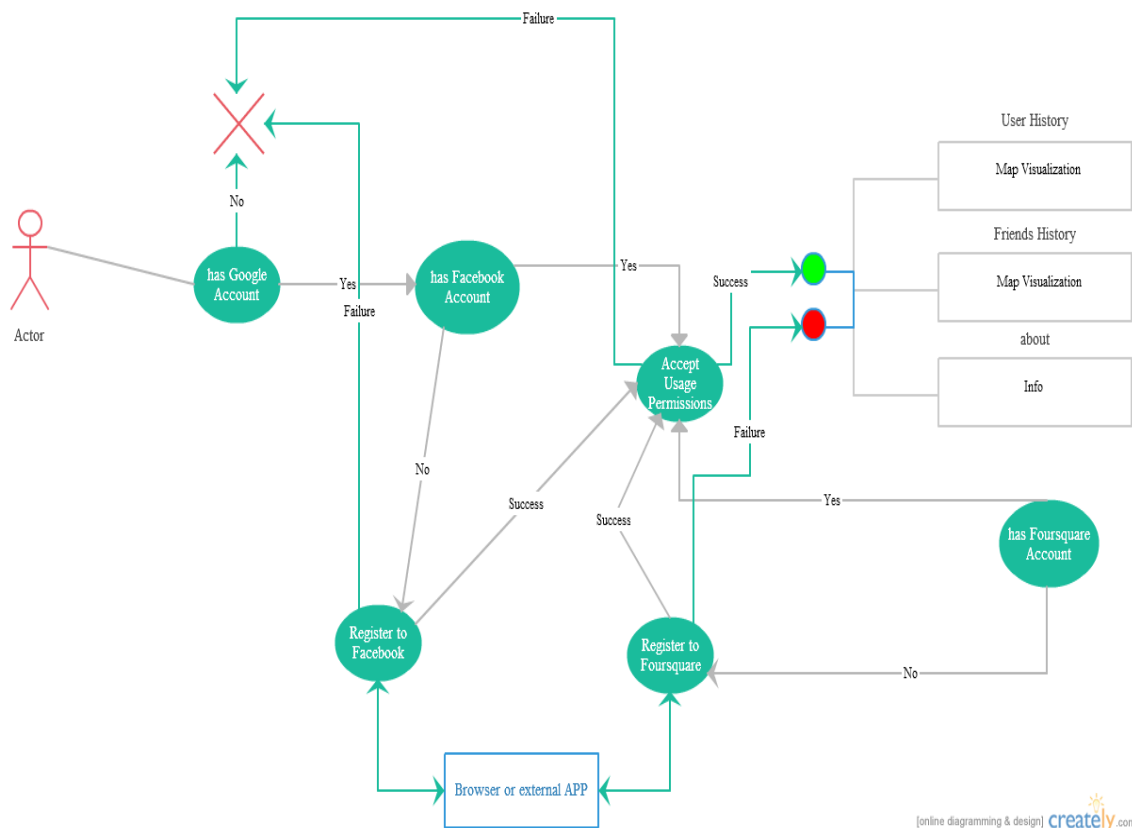 Failure
User History
Map Visualization
No
Friends History
has Google
Account
Yes
has Facebook
Account
Yes
Success
Map Visualization
Failure
Actor
about
Accept
Usage
Permissions
Info
Failure
No
Success
Success
Yes
has Foursquare
Account
Register to
Facebook
Register to
Foursquare
No
Browser or external APP
[online diagramming & design] creately.com